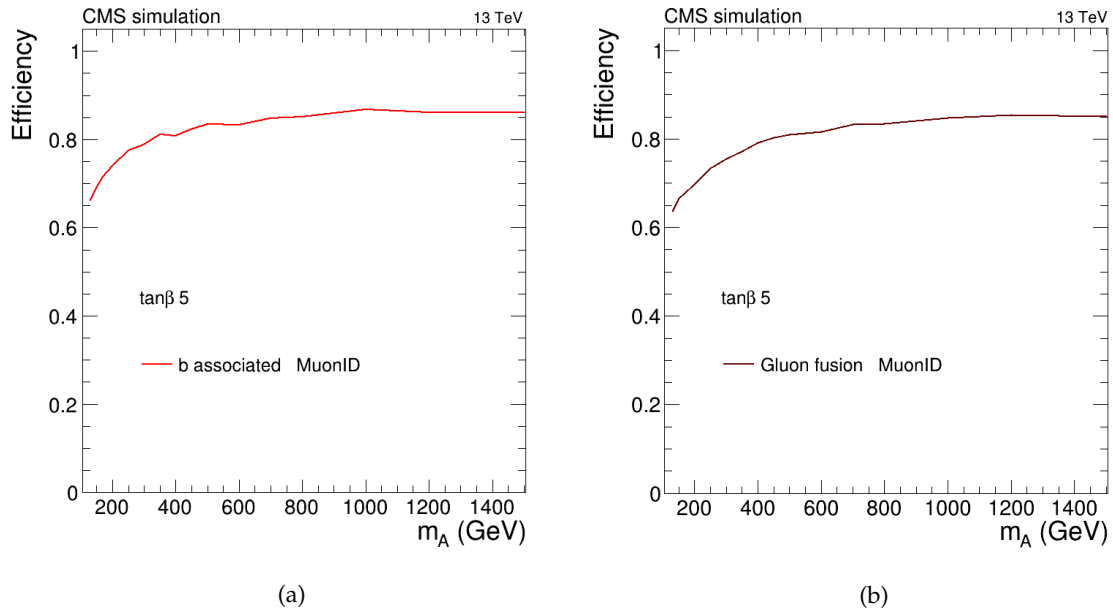 CMS simulation 13 TeV
Efficiency
1
0.8
0.6
0.4
0.2
0
tanβ 5
b associated MuonID
200 400 600 800 1000 1200 1400
m_A (GeV)
(a)
CMS simulation 13 TeV
Efficiency
1
0.8
0.6
0.4
0.2
0
tanβ 5
Gluon fusion MuonID
200 400 600 800 1000 1200 1400
m_A (GeV)
(b)